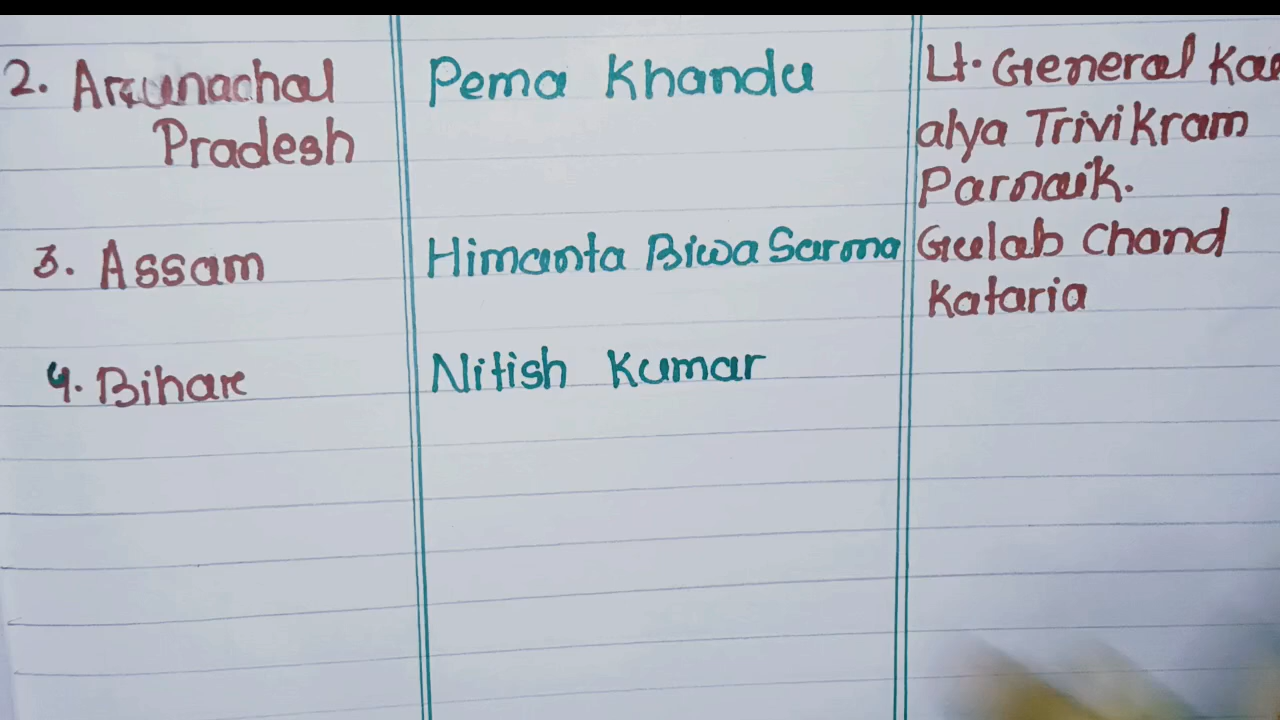 2. Arunachal Pema Khandu Lt. General Kai
Pradesh alya Trivikram
Parnaik.
3. Assam Himanta Biwa Sarma Gulab Chand
Kataria
4. Bihar Nitish Kumar